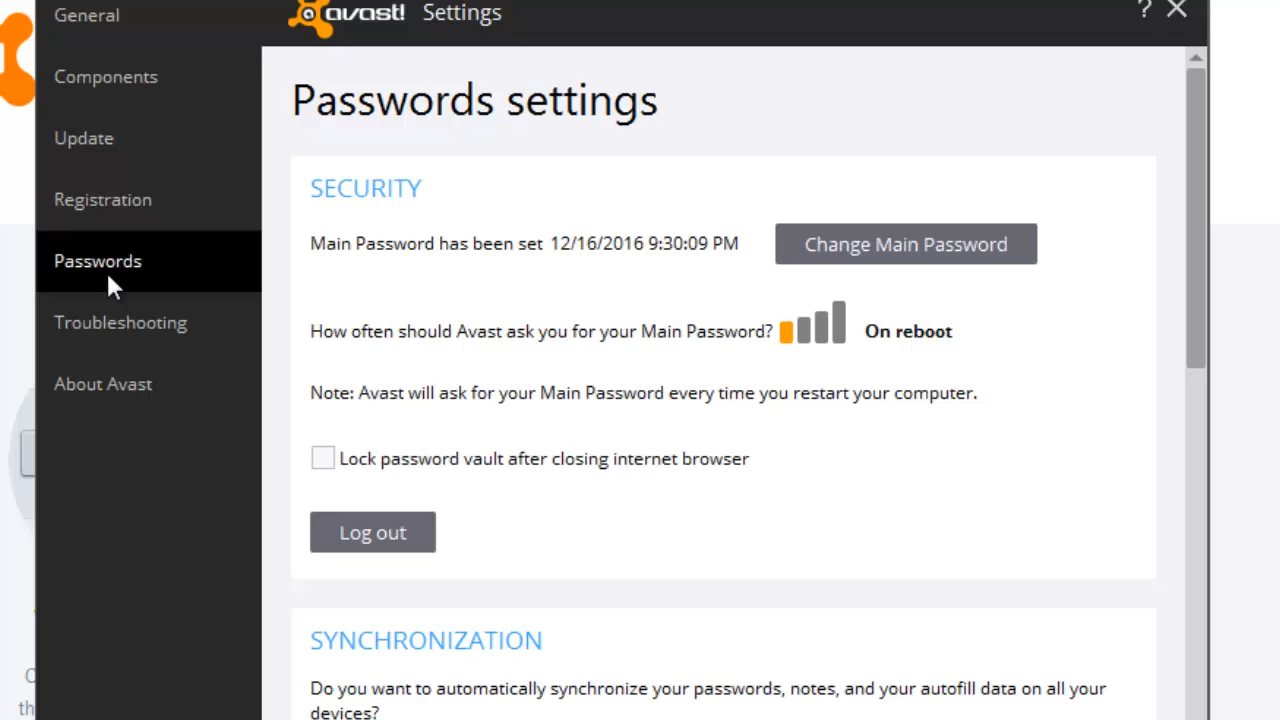 General
avast! Settings
?
Components
Update
Registration
Passwords
Troubleshooting
About Avast
Passwords settings
SECURITY
Main Password has been set 12/16/2016 9:30:09 PM
Change Main Password
How often should Avast ask you for your Main Password? On reboot
Note: Avast will ask for your Main Password every time you restart your computer.
Lock password vault after closing internet browser
Log out
SYNCHRONIZATION
Do you want to automatically synchronize your passwords, notes, and your autofill data on all your
devices?